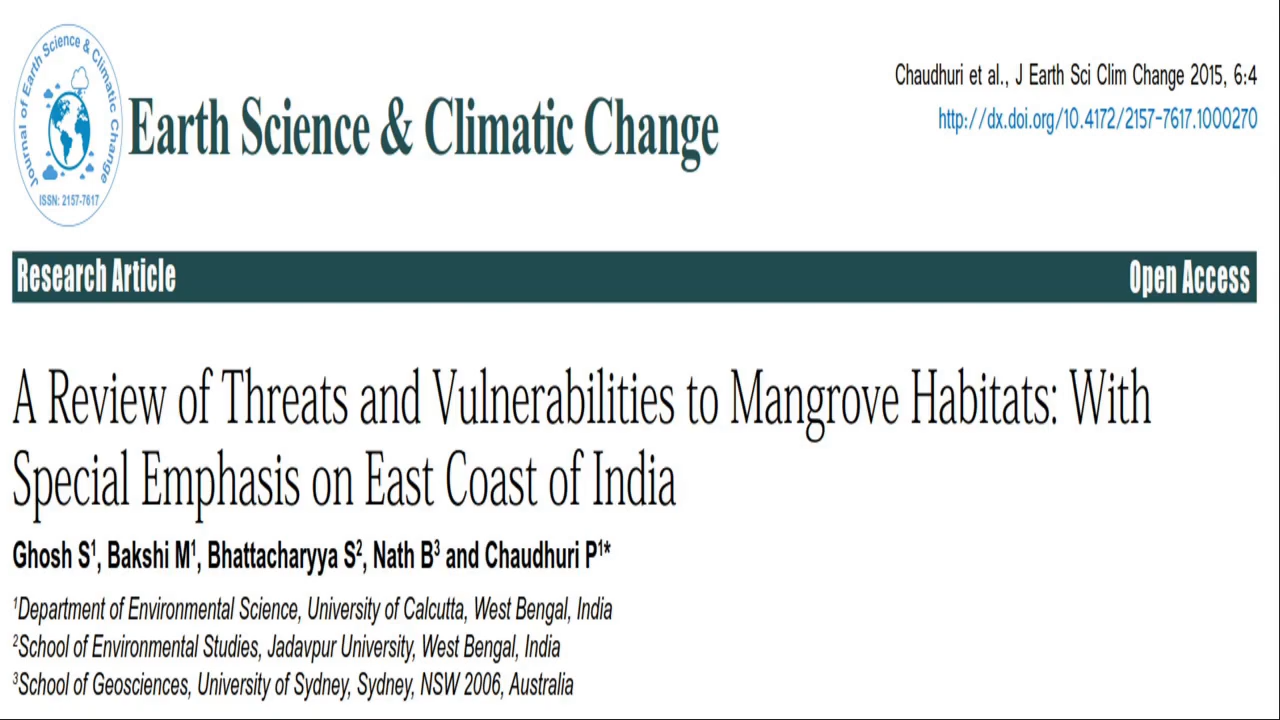 Journal of Earth Science & Climatic Change
ISSN: 2157-7617
Earth Science & Climatic Change
Chaudhuri et al., J Earth Sci Clim Change 2015, 6:4
http://dx.doi.org/10.4172/2157-7617.1000270
Research Article
Open Access
A Review of Threats and Vulnerabilities to Mangrove Habitats: With
Special Emphasis on East Coast of India
Ghosh S¹, Bakshi M¹, Bhattacharyya S², Nath B³ and Chaudhuri P¹*
¹Department of Environmental Science, University of Calcutta, West Bengal, India
²School of Environmental Studies, Jadavpur University, West Bengal, India
³School of Geosciences, University of Sydney, Sydney, NSW 2006, Australia